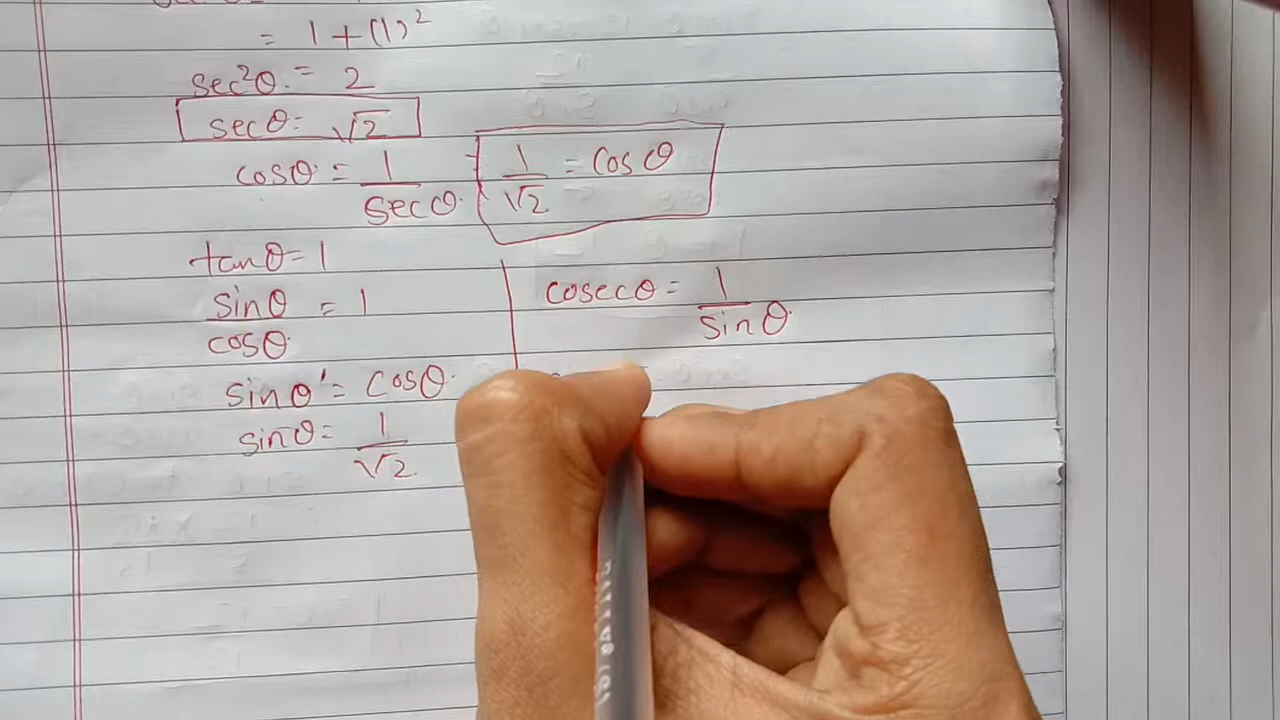 = 1 + (1)²
sec²θ = 2
secθ = √2
cosθ = 1/secθ = 1/√2 = cosθ
tanθ = 1
sinθ/cosθ = 1
sinθ = cosθ
sinθ = 1/√2
cosecθ = 1/sinθ